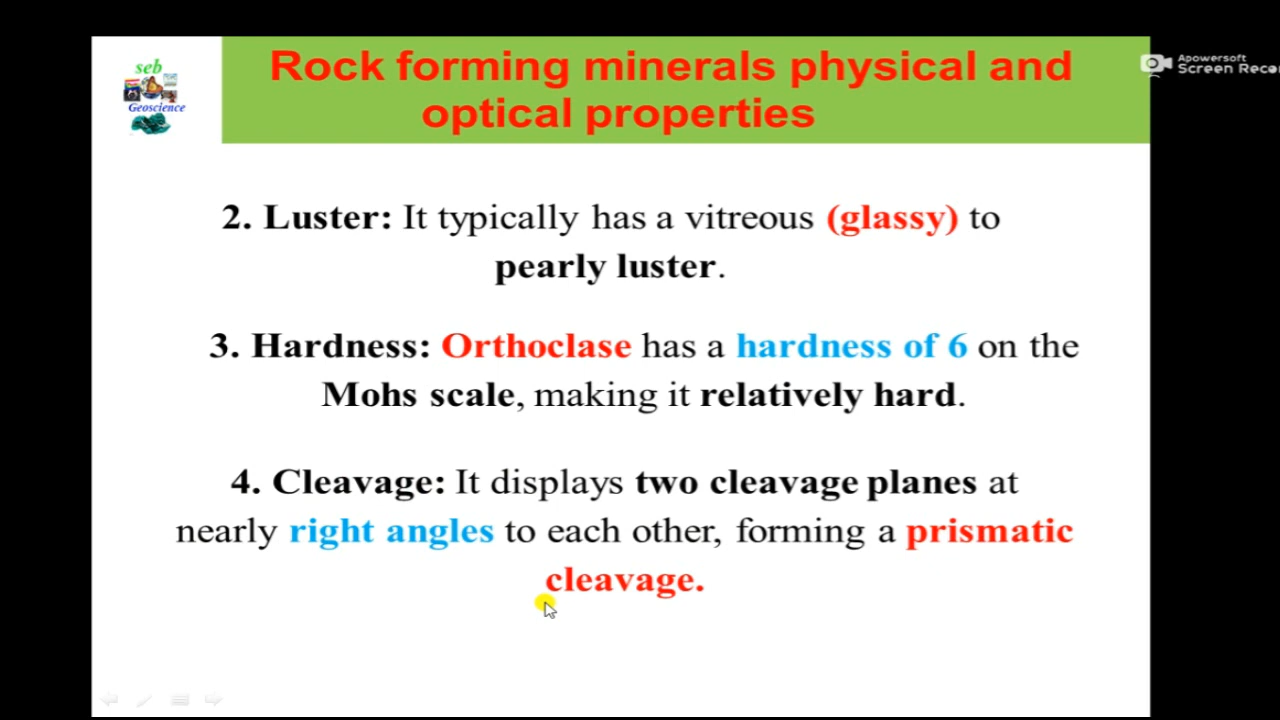 seb
Geoscience
Rock forming minerals physical and
optical properties
Apowersoft
Screen Reco
2. Luster: It typically has a vitreous (glassy) to
pearly luster.
3. Hardness: Orthoclase has a hardness of 6 on the
Mohs scale, making it relatively hard.
4. Cleavage: It displays two cleavage planes at
nearly right angles to each other, forming a prismatic
cleavage.